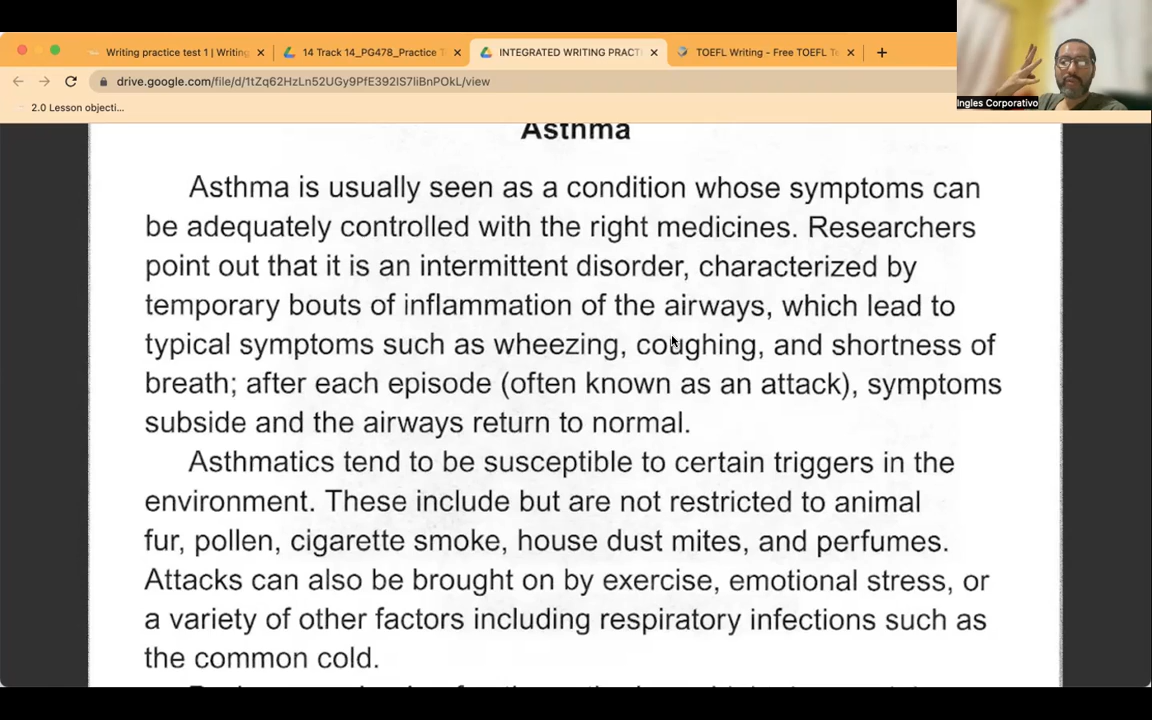 Writing practice test 1 | Writing
14 Track 14_PG478_Practice T
INTEGRATED WRITING PRACT
TOEFL Writing - Free TOEFL Te
drive.google.com/file/d/1tZq62HzLn52UGy9PfE392IS7IiBnPOkL/view
2.0 Lesson objecti...
Ingles Corporativo
Asthma
Asthma is usually seen as a condition whose symptoms can
be adequately controlled with the right medicines. Researchers
point out that it is an intermittent disorder, characterized by
temporary bouts of inflammation of the airways, which lead to
typical symptoms such as wheezing, coughing, and shortness of
breath; after each episode (often known as an attack), symptoms
subside and the airways return to normal.
Asthmatics tend to be susceptible to certain triggers in the
environment. These include but are not restricted to animal
fur, pollen, cigarette smoke, house dust mites, and perfumes.
Attacks can also be brought on by exercise, emotional stress, or
a variety of other factors including respiratory infections such as
the common cold.